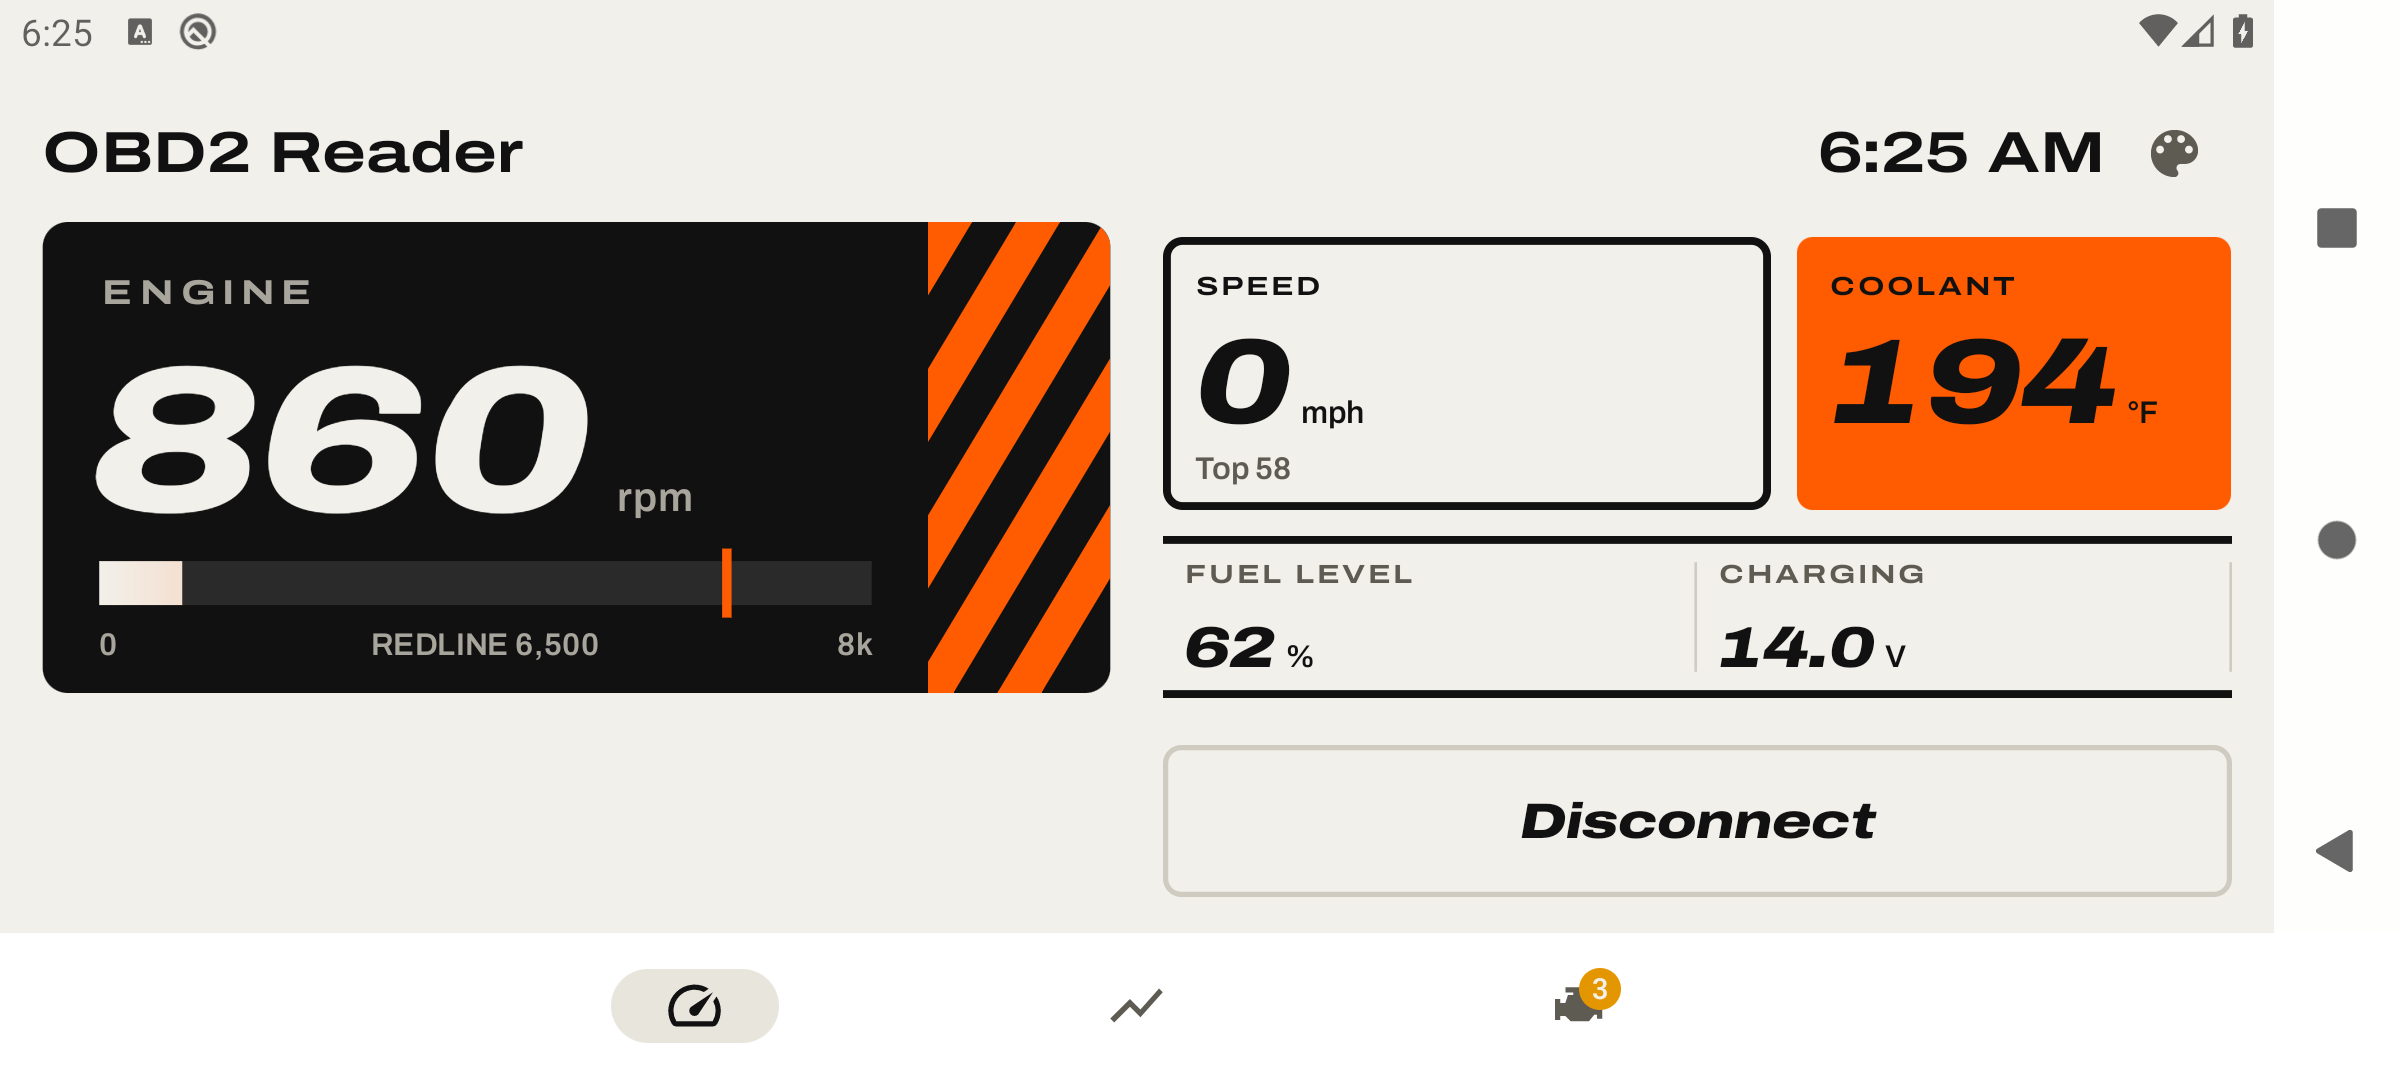 6:25
A
OBD2 Reader
6:25 AM
ENGINE
860 rpm
0 REDLINE 6,500 8k
SPEED
0 mph
Top 58
COOLANT
194 °F
FUEL LEVEL
62 %
CHARGING
14.0 V
Disconnect
3